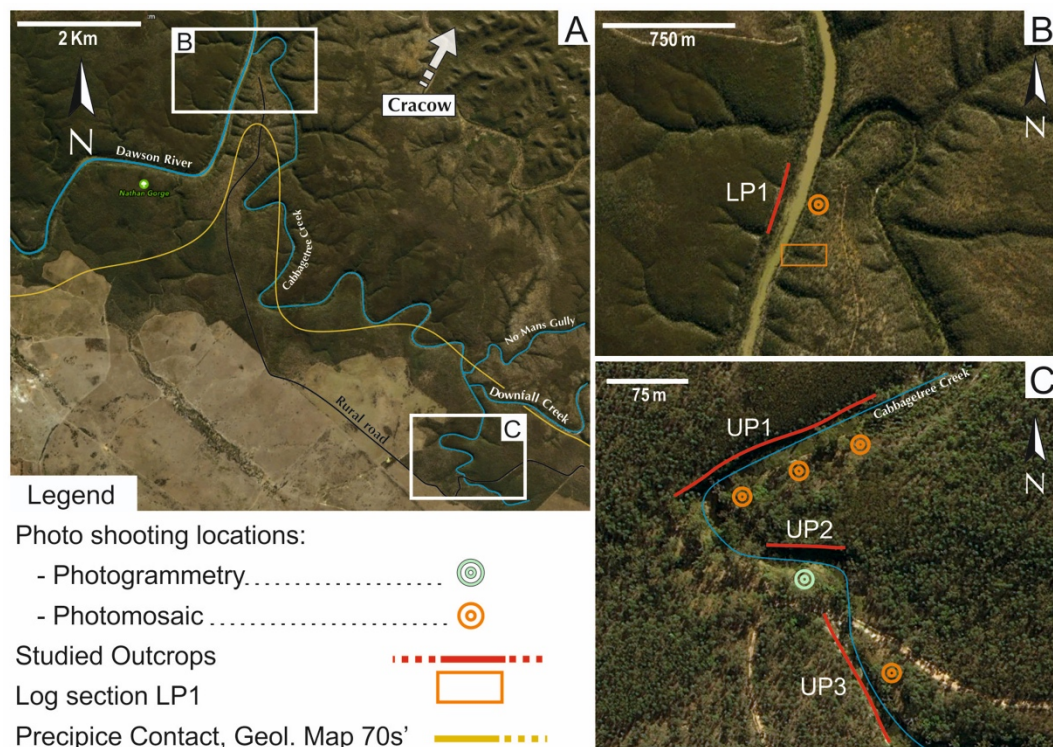 A
2 Km
m
B
N
Cracow
Dawson River
Nathan Gorge
Cabbagetree Creek
No Mans Gully
Downfall Creek
Rural road
C
Legend
Photo shooting locations:
- Photogrammetry
- Photomosaic
Studied Outcrops
Log section LP1
Precipice Contact, Geol. Map 70s'
B
750 m
N
LP1
C
75 m
Cabbagetree Creek
N
UP1
UP2
UP3